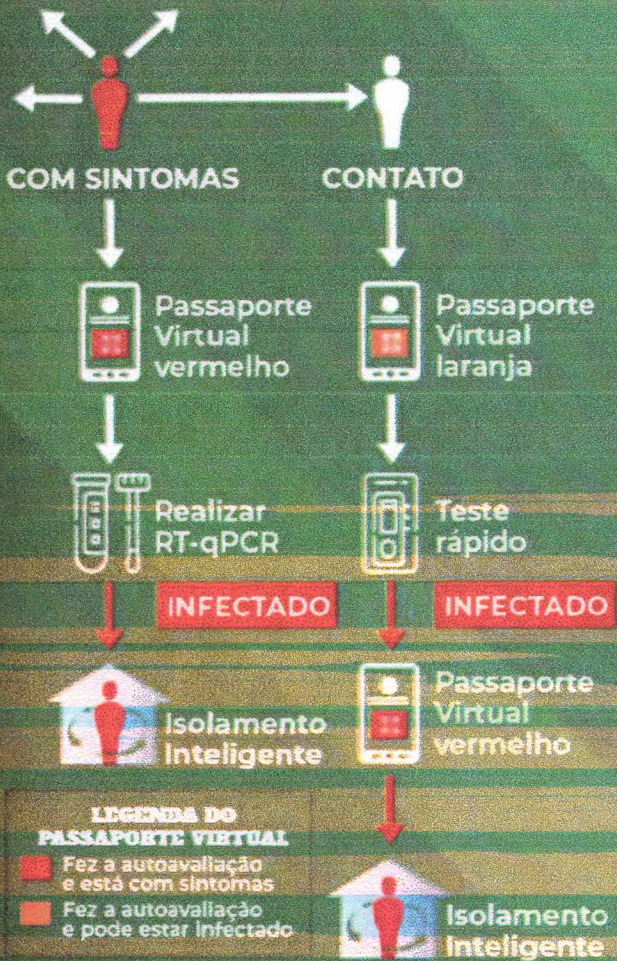 COM SINTOMAS
CONTATO
Passaporte
Virtual
vermelho
Passaporte
Virtual
laranja
Realizar
RT-qPCR
Teste
rápido
INFECTADO
INFECTADO
Isolamento
Inteligente
Passaporte
Virtual
vermelho
LEGENDA DO
PASSAPORTE VIRTUAL
Fez a autoavaliação
e está com sintomas
Fez a autoavaliação
e pode estar infectado
Isolamento
Inteligente